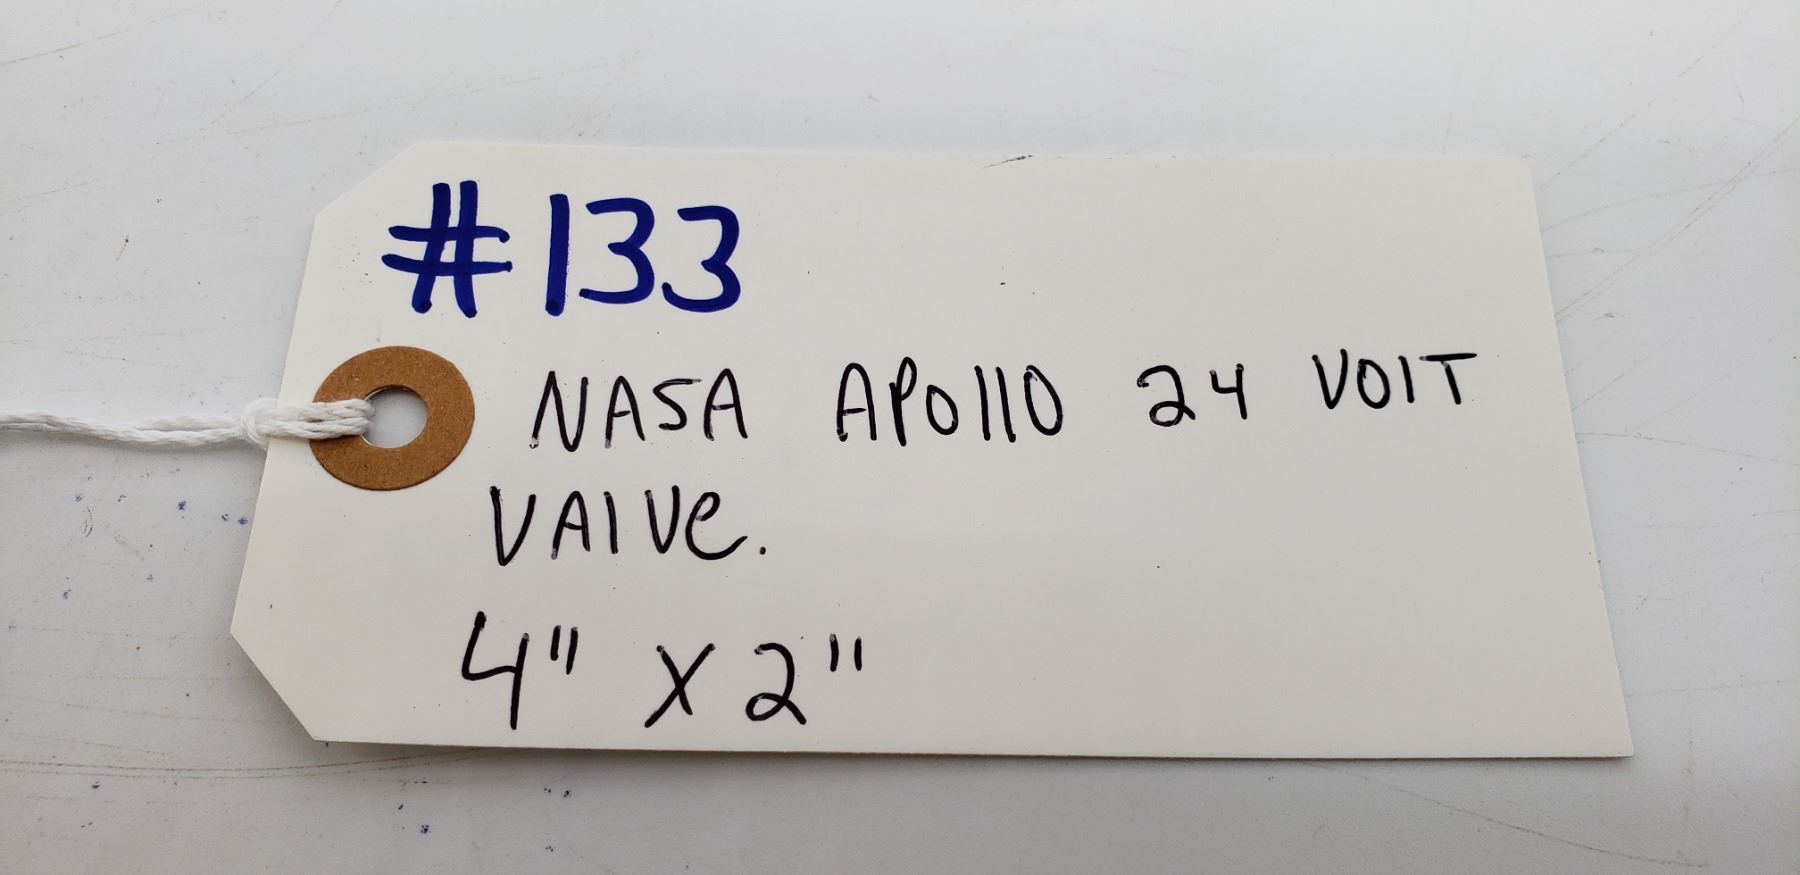 #133
NASA APOllO 24 VOlT
VAlVe.
4" X 2"